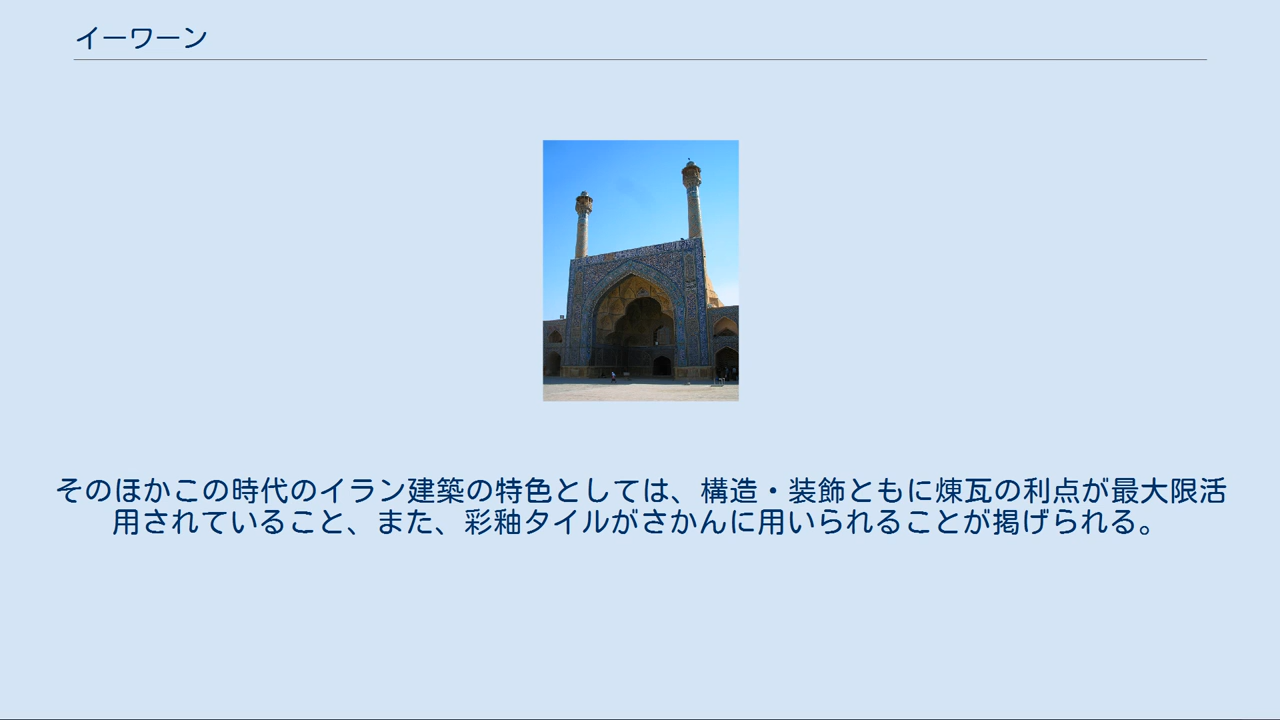 イーワーン
そのほかこの時代のイラン建築の特色としては、構造・装飾ともに煉瓦の利点が最大限活
用されていること、また、彩釉タイルがさかんに用いられることが掲げられる。